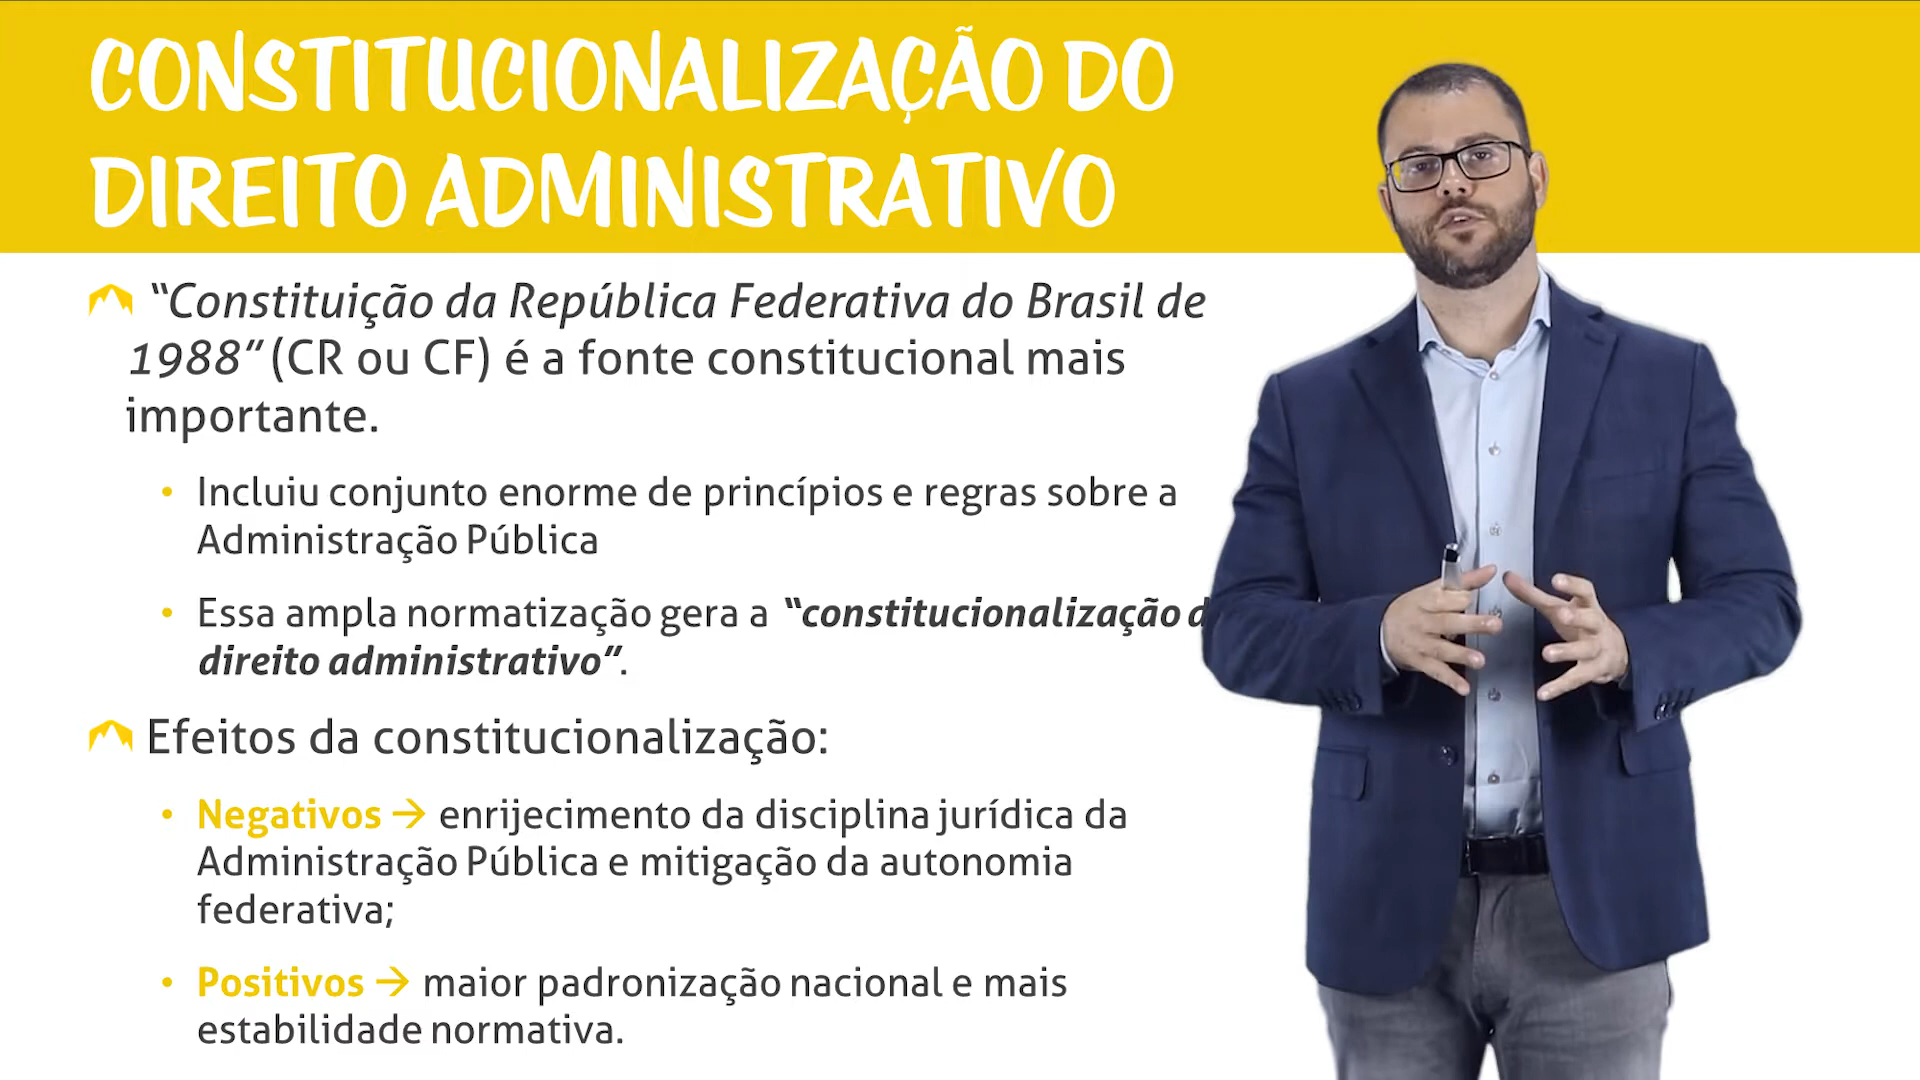 CONSTITUCIONALIZAÇÃO DO
DIREITO ADMINISTRATIVO
“Constituição da República Federativa do Brasil de
1988” (CR ou CF) é a fonte constitucional mais
importante.
• Incluiu conjunto enorme de princípios e regras sobre a
Administração Pública
• Essa ampla normatização gera a “constitucionalização
direito administrativo”.
Efeitos da constitucionalização:
• Negativos → enrijecimento da disciplina jurídica da
Administração Pública e mitigação da autonomia
federativa;
• Positivos → maior padronização nacional e mais
estabilidade normativa.